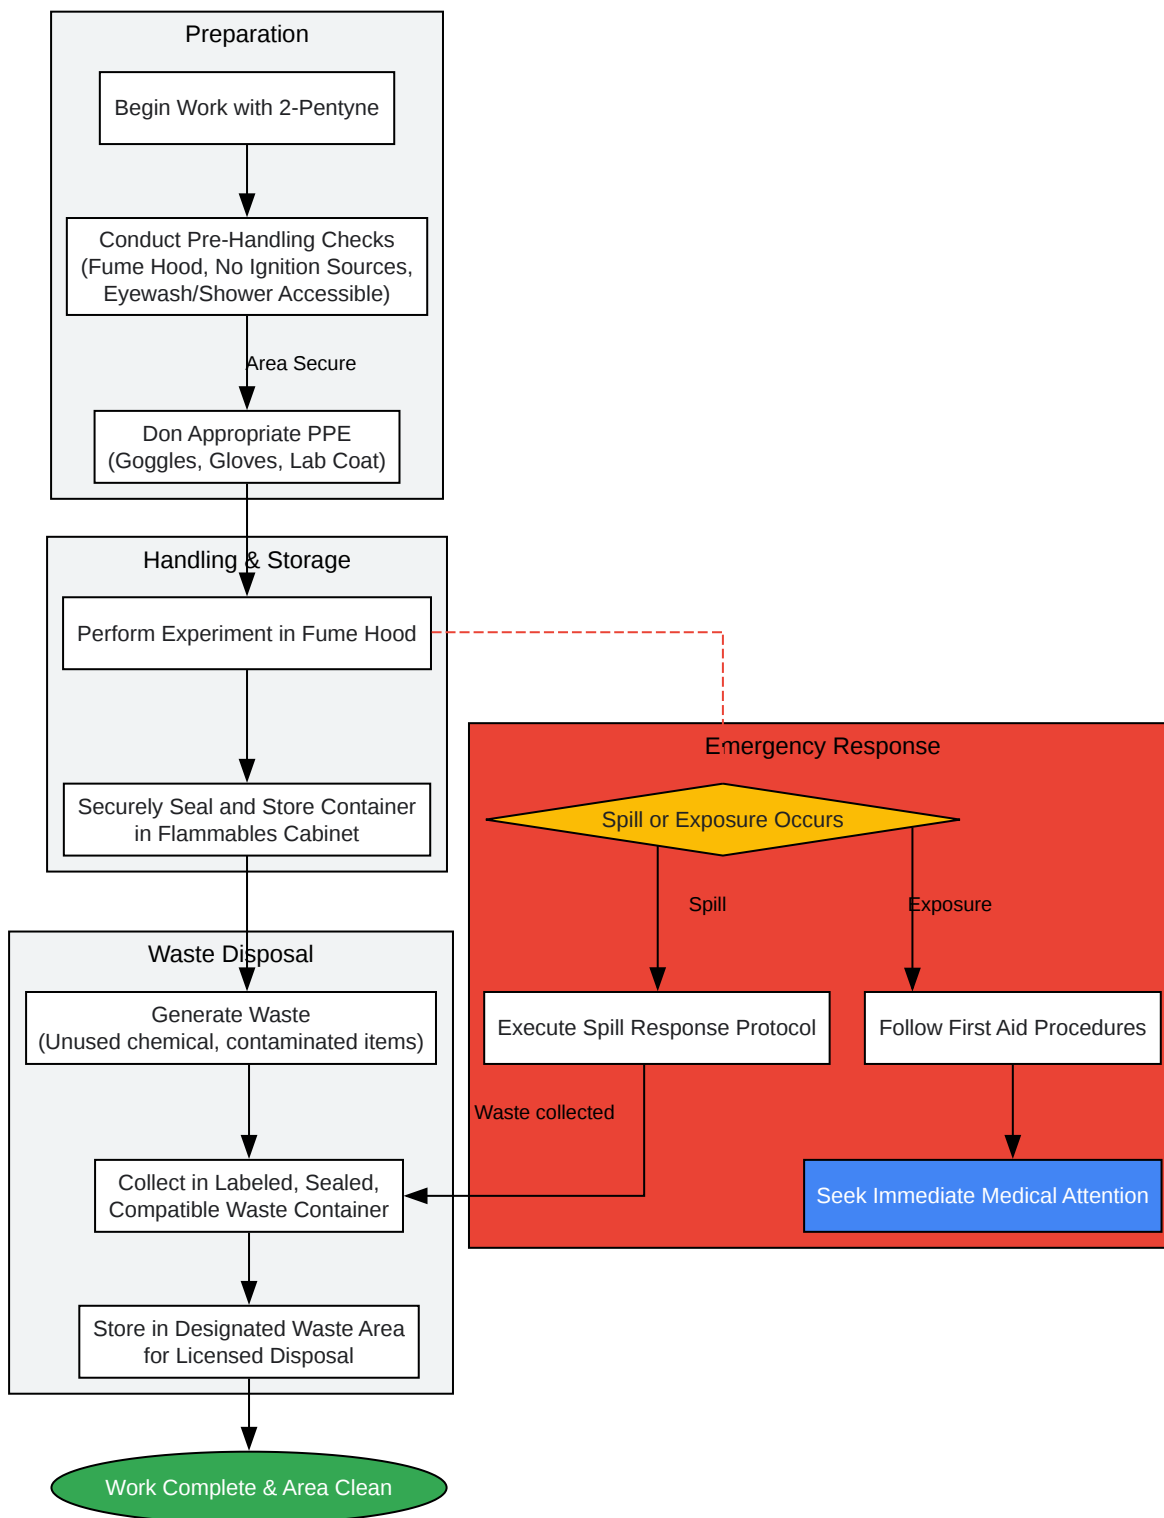 Preparation
Begin Work with 2-Pentyne
Conduct Pre-Handling Checks
(Fume Hood, No Ignition Sources,
Eyewash/Shower Accessible)
Area Secure
Don Appropriate PPE
(Goggles, Gloves, Lab Coat)
Handling & Storage
Perform Experiment in Fume Hood
Securely Seal and Store Container
in Flammables Cabinet
Emergency Response
Spill or Exposure Occurs
Spill
Exposure
Execute Spill Response Protocol
Follow First Aid Procedures
Waste collected
Seek Immediate Medical Attention
Waste Disposal
Generate Waste
(Unused chemical, contaminated items)
Collect in Labeled, Sealed,
Compatible Waste Container
Store in Designated Waste Area
for Licensed Disposal
Work Complete & Area Clean